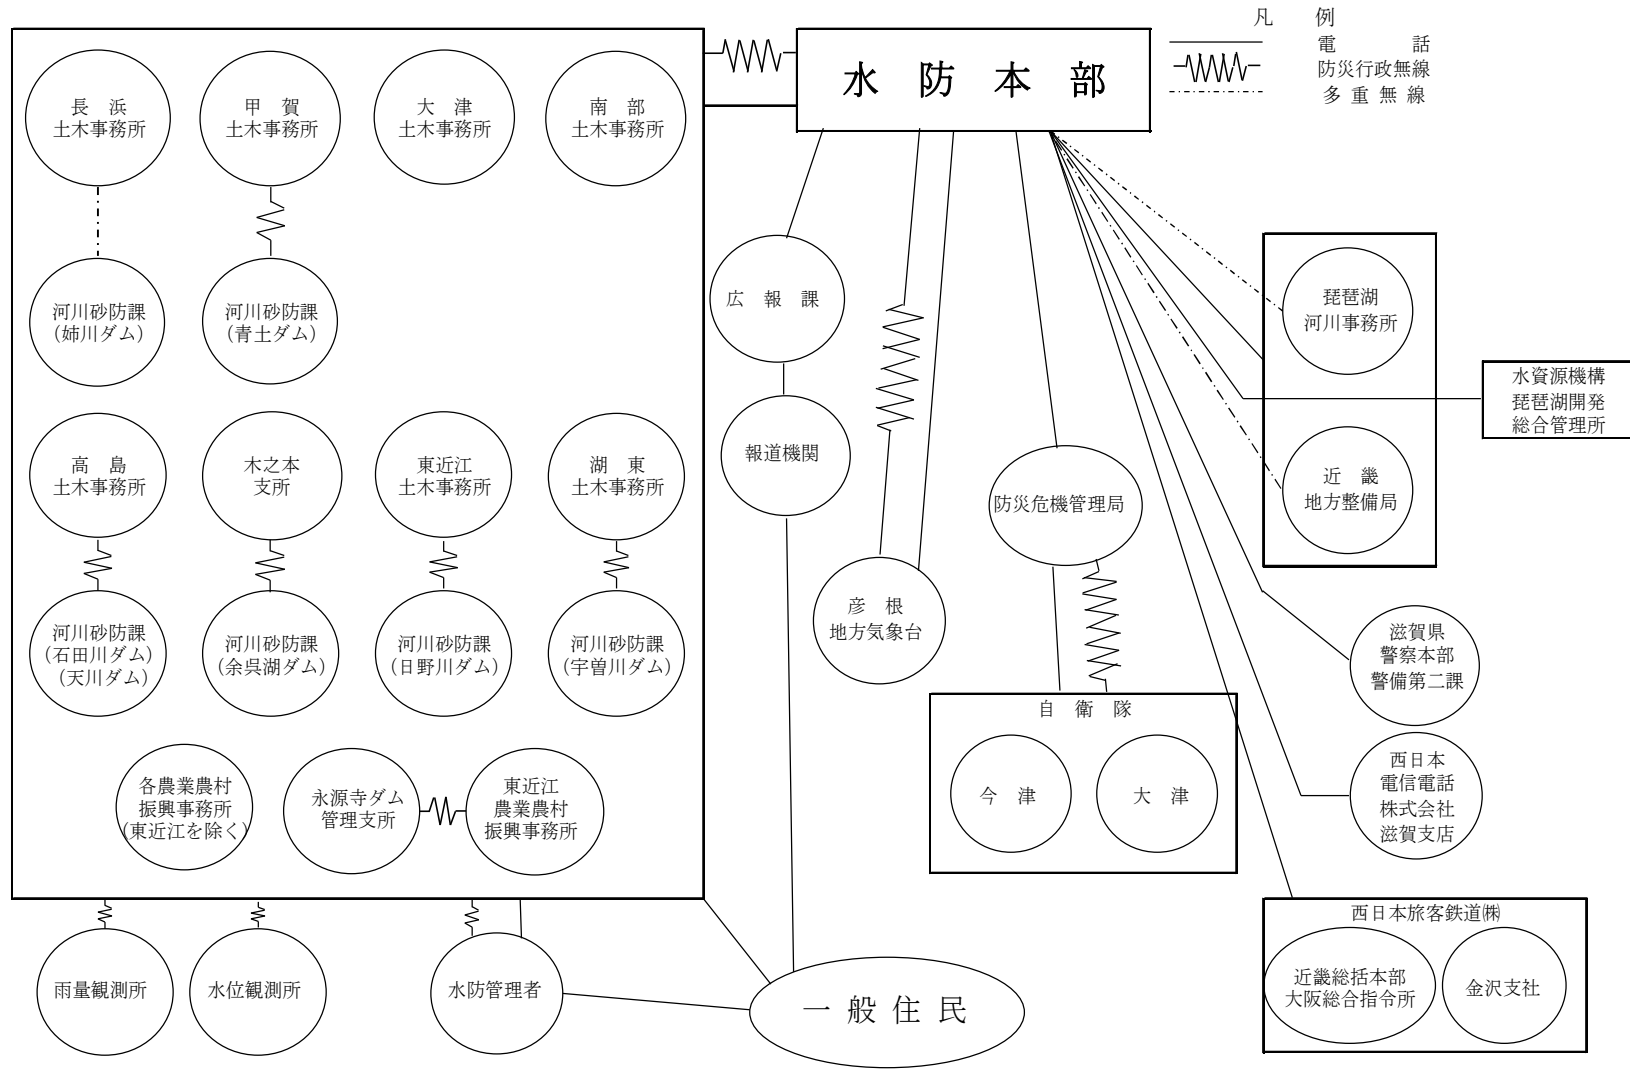 凡　例
電　話
防災行政無線
多重無線
水防本部
長浜
土木事務所
甲賀
土木事務所
大津
土木事務所
南部
土木事務所
河川砂防課
(姉川ダム)
河川砂防課
(青土ダム)
高島
土木事務所
木之本
支所
東近江
土木事務所
湖東
土木事務所
河川砂防課
(石田川ダム)
(天川ダム)
河川砂防課
(余呉湖ダム)
河川砂防課
(日野川ダム)
河川砂防課
(宇曽川ダム)
各農業農村
振興事務所
(東近江を除く)
永源寺ダム
管理支所
東近江
農業農村
振興事務所
雨量観測所
水位観測所
水防管理者
一般住民
広報課
報道機関
彦根
地方気象台
防災危機管理局
自衛隊
今津
大津
琵琶湖
河川事務所
近畿
地方整備局
水資源機構
琵琶湖開発
総合管理所
滋賀県
警察本部
警備第二課
西日本
電信電話
株式会社
滋賀支店
西日本旅客鉄道㈱
近畿総括本部
大阪総合指令所
金沢支社